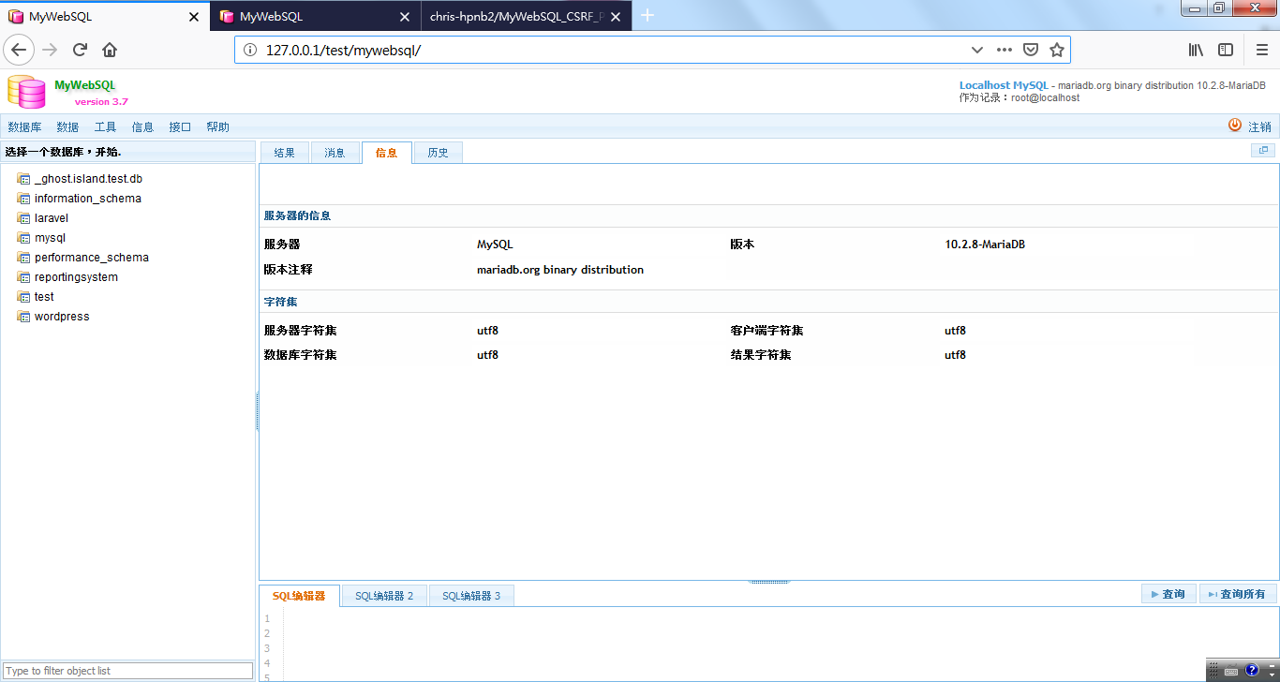 MyWebSQL
MyWebSQL
chris-hpnb2/MyWebSQL_CSRF_P
127.0.0.1/test/mywebsql/
MyWebSQL
version 3.7
Localhost MySQL - mariadb.org binary distribution 10.2.8-MariaDB
作为记录：root@localhost
数据库 数据 工具 信息 接口 帮助 注销
选择一个数据库，开始.
结果 消息 信息 历史
_ghost.island.test.db
information_schema
laravel
mysql
performance_schema
reportingsystem
test
wordpress
服务器的信息
服务器 MySQL 版本 10.2.8-MariaDB
版本注释 mariadb.org binary distribution
字符集
服务器字符集 utf8 客户端字符集 utf8
数据库字符集 utf8 结果字符集 utf8
SQL编辑器 SQL编辑器 2 SQL编辑器 3 查询 查询所有
1
2
3
4
5
Type to filter object list